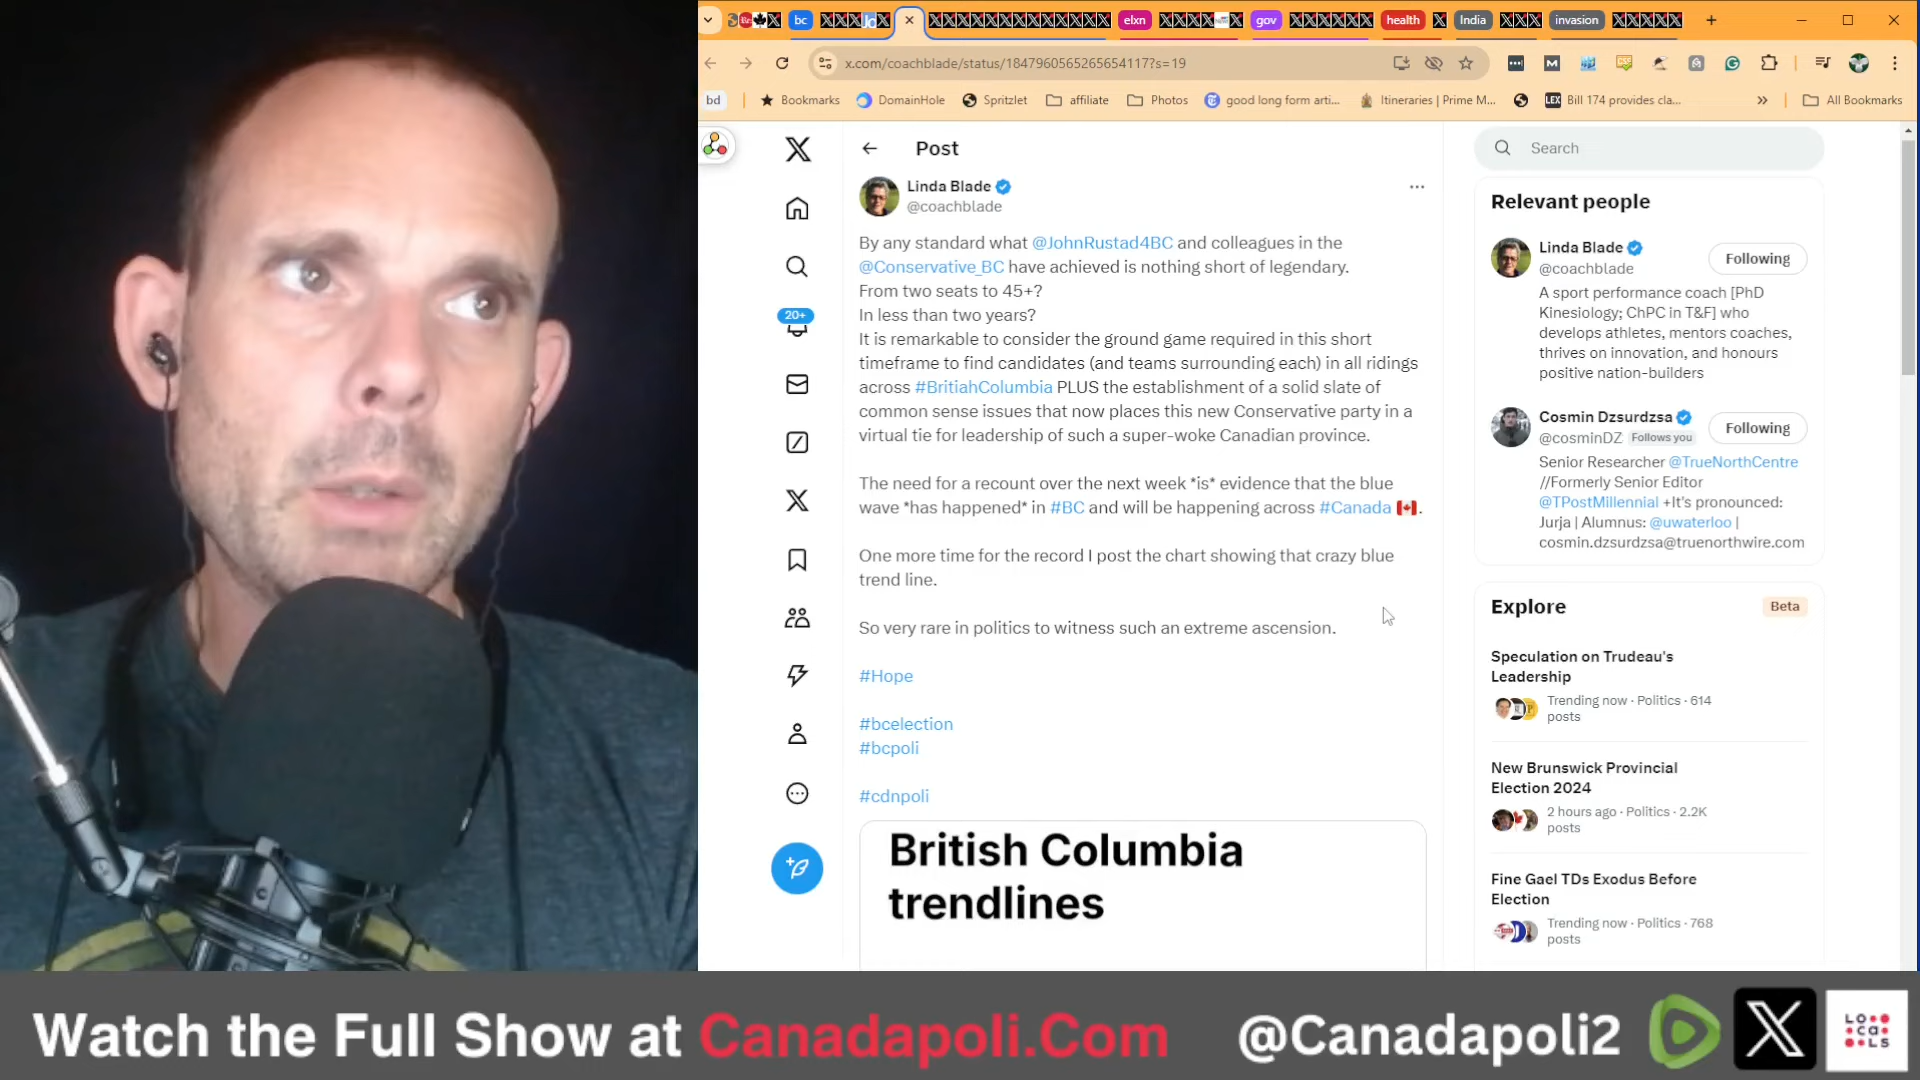 bc
elxn
gov
health
India
invasion
x.com/coachblade/status/1847960565265654117?s=19
bd
Bookmarks
DomainHole
Spritzlet
affiliate
Photos
good long form arti...
Itineraries | Prime M...
LEX
Bill 174 provides cla...
All Bookmarks
Post
Search
Linda Blade
@coachblade
By any standard what @JohnRustad4BC and colleagues in the
@Conservative_BC have achieved is nothing short of legendary.
From two seats to 45+?
In less than two years?
It is remarkable to consider the ground game required in this short
timeframe to find candidates (and teams surrounding each) in all ridings
across #BritiahColumbia PLUS the establishment of a solid slate of
common sense issues that now places this new Conservative party in a
virtual tie for leadership of such a super-woke Canadian province.
The need for a recount over the next week *is* evidence that the blue
wave *has happened* in #BC and will be happening across #Canada 🇨🇦.
One more time for the record I post the chart showing that crazy blue
trend line.
So very rare in politics to witness such an extreme ascension.
#Hope
#bcelection
#bcpoli
#cdnpoli
British Columbia
trendlines
20+
Relevant people
Linda Blade
@coachblade
Following
A sport performance coach [PhD
Kinesiology; ChPC in T&F] who
develops athletes, mentors coaches,
thrives on innovation, and honours
positive nation-builders
Cosmin Dzsurdzsa
@cosminDZ Follows you
Following
Senior Researcher @TrueNorthCentre
//Formerly Senior Editor
@TPostMillennial +It's pronounced:
Jurja | Alumnus: @uwaterloo |
cosmin.dzsurdzsa@truenorthwire.com
Explore
Beta
Speculation on Trudeau's
Leadership
Trending now · Politics · 614
posts
New Brunswick Provincial
Election 2024
2 hours ago · Politics · 2.2K
posts
Fine Gael TDs Exodus Before
Election
Trending now · Politics · 768
posts
Watch the Full Show at Canadapoli.Com
@Canadapoli2
LO
ca
LS